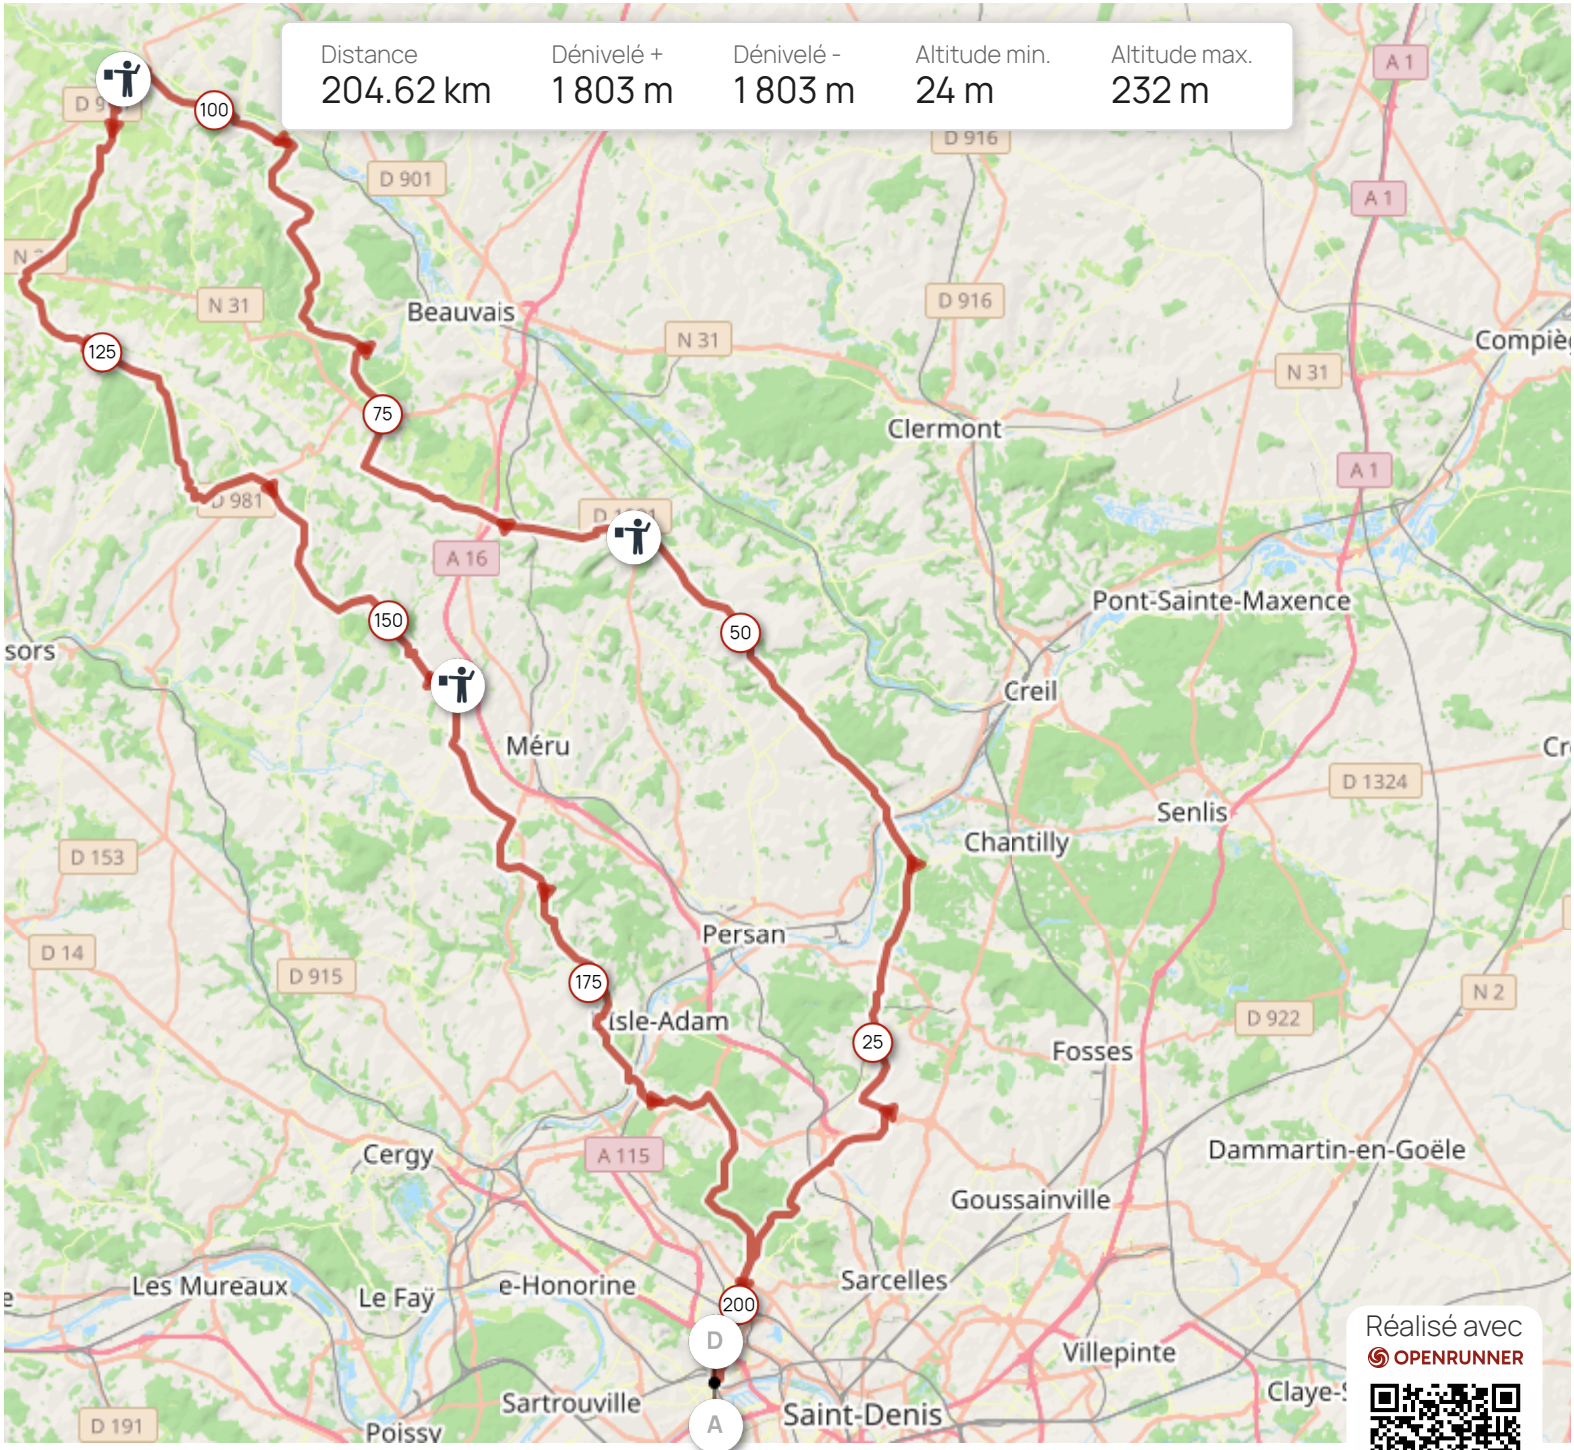 Distance
204.62 km
Dénivelé +
1 803 m
Dénivelé -
1 803 m
Altitude min.
24 m
Altitude max.
232 m
A 1
D 9
100
D 916
D 901
A 1
N
N 31
Beauvais
D 916
N 31
Compiè
125
N 31
75
Clermont
A 1
D 981
A 16
Pont-Sainte-Maxence
150
50
sors
Creil
Méru
Cr
D 1324
Senlis
D 153
Chantilly
Persan
D 14
D 915
175
N 2
isle-Adam
D 922
25
Fosses
Cergy
A 115
Dammartin-en-Goële
Goussainville
Les Mureaux
Le Faÿ
e-Honorine
Sarcelles
e
200
D
Réalisé avec
OPENRUNNER
Villepinte
Sartrouville
Claye-S
D 191
Poissy
A
Saint-Denis